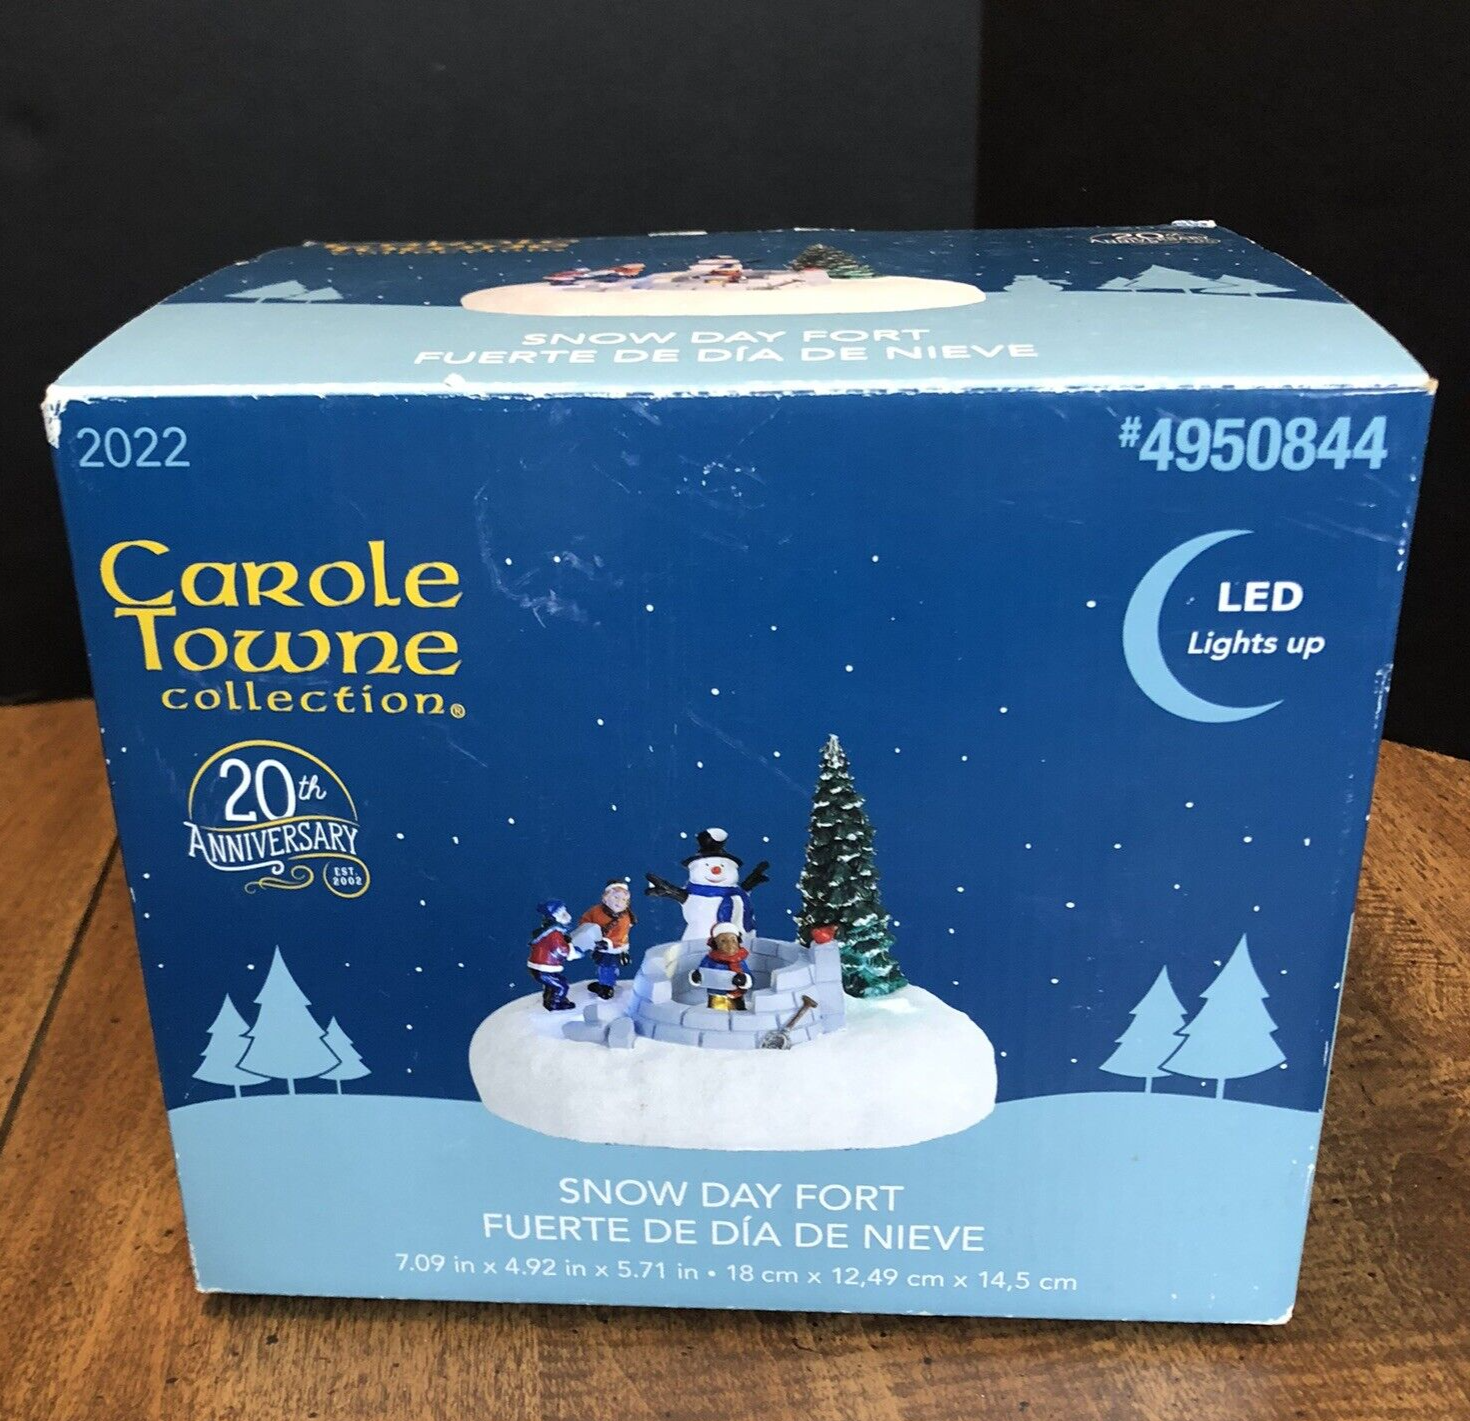 20th
ANNIVERSARY
SNOW DAY FORT
FUERTE DE DÍA DE NIEVE
2022
#4950844
Carole
Towne
collection®
LED
Lights up
20th
ANNIVERSARY
EST.
2002
SNOW DAY FORT
FUERTE DE DÍA DE NIEVE
7.09 in x 4.92 in x 5.71 in • 18 cm x 12,49 cm x 14,5 cm